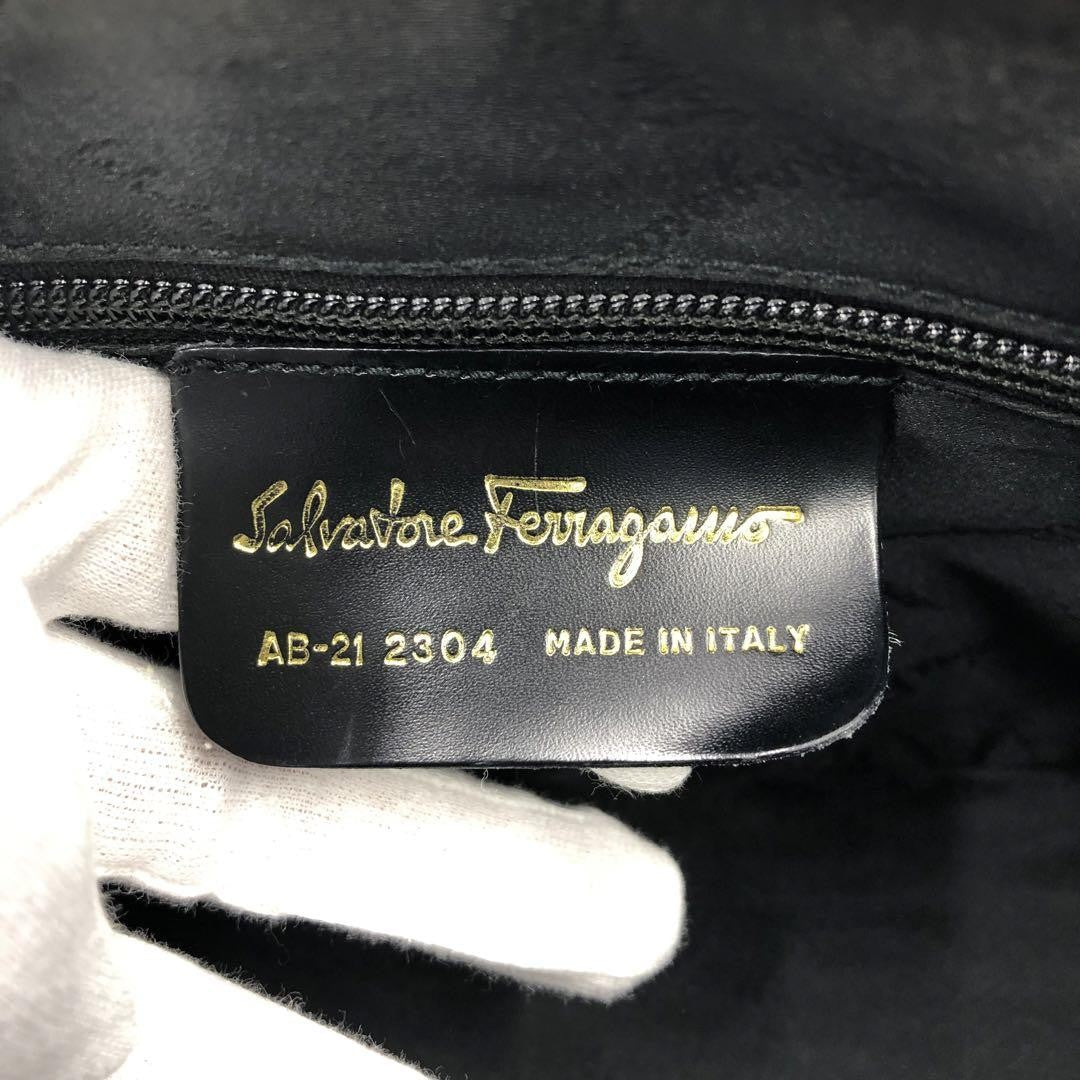 Salvatore Ferragamo
AB-21 2304 MADE IN ITALY